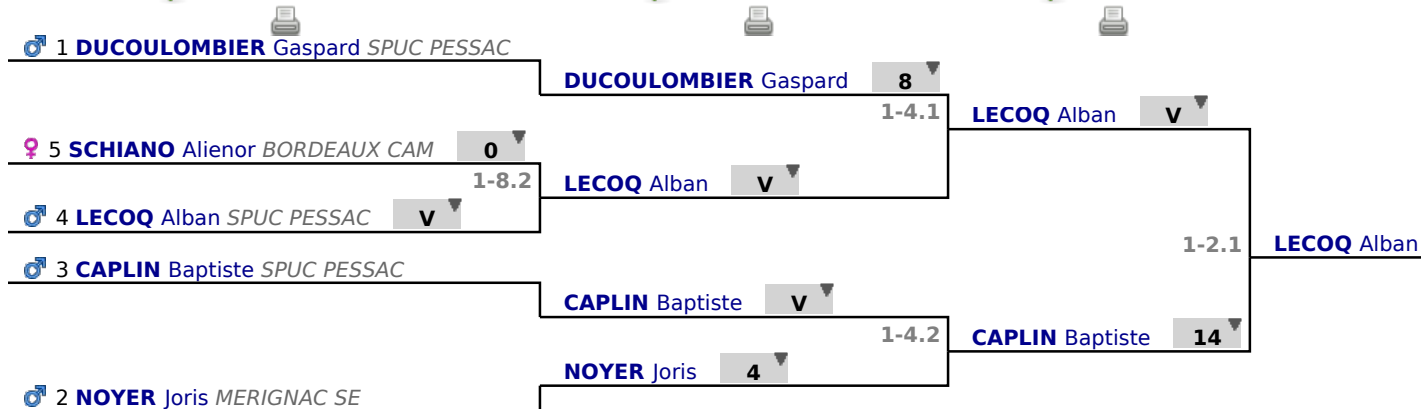 1 DUCOULOMBIER Gaspard SPUC PESSAC
DUCOULOMBIER Gaspard 8
1-4.1
LECOQ Alban V
5 SCHIANO Alienor BORDEAUX CAM 0
1-8.2
LECOQ Alban V
4 LECOQ Alban SPUC PESSAC V
1-2.1
LECOQ Alban
3 CAPLIN Baptiste SPUC PESSAC
CAPLIN Baptiste V
1-4.2
CAPLIN Baptiste 14
NOYER Joris 4
2 NOYER Joris MERIGNAC SE